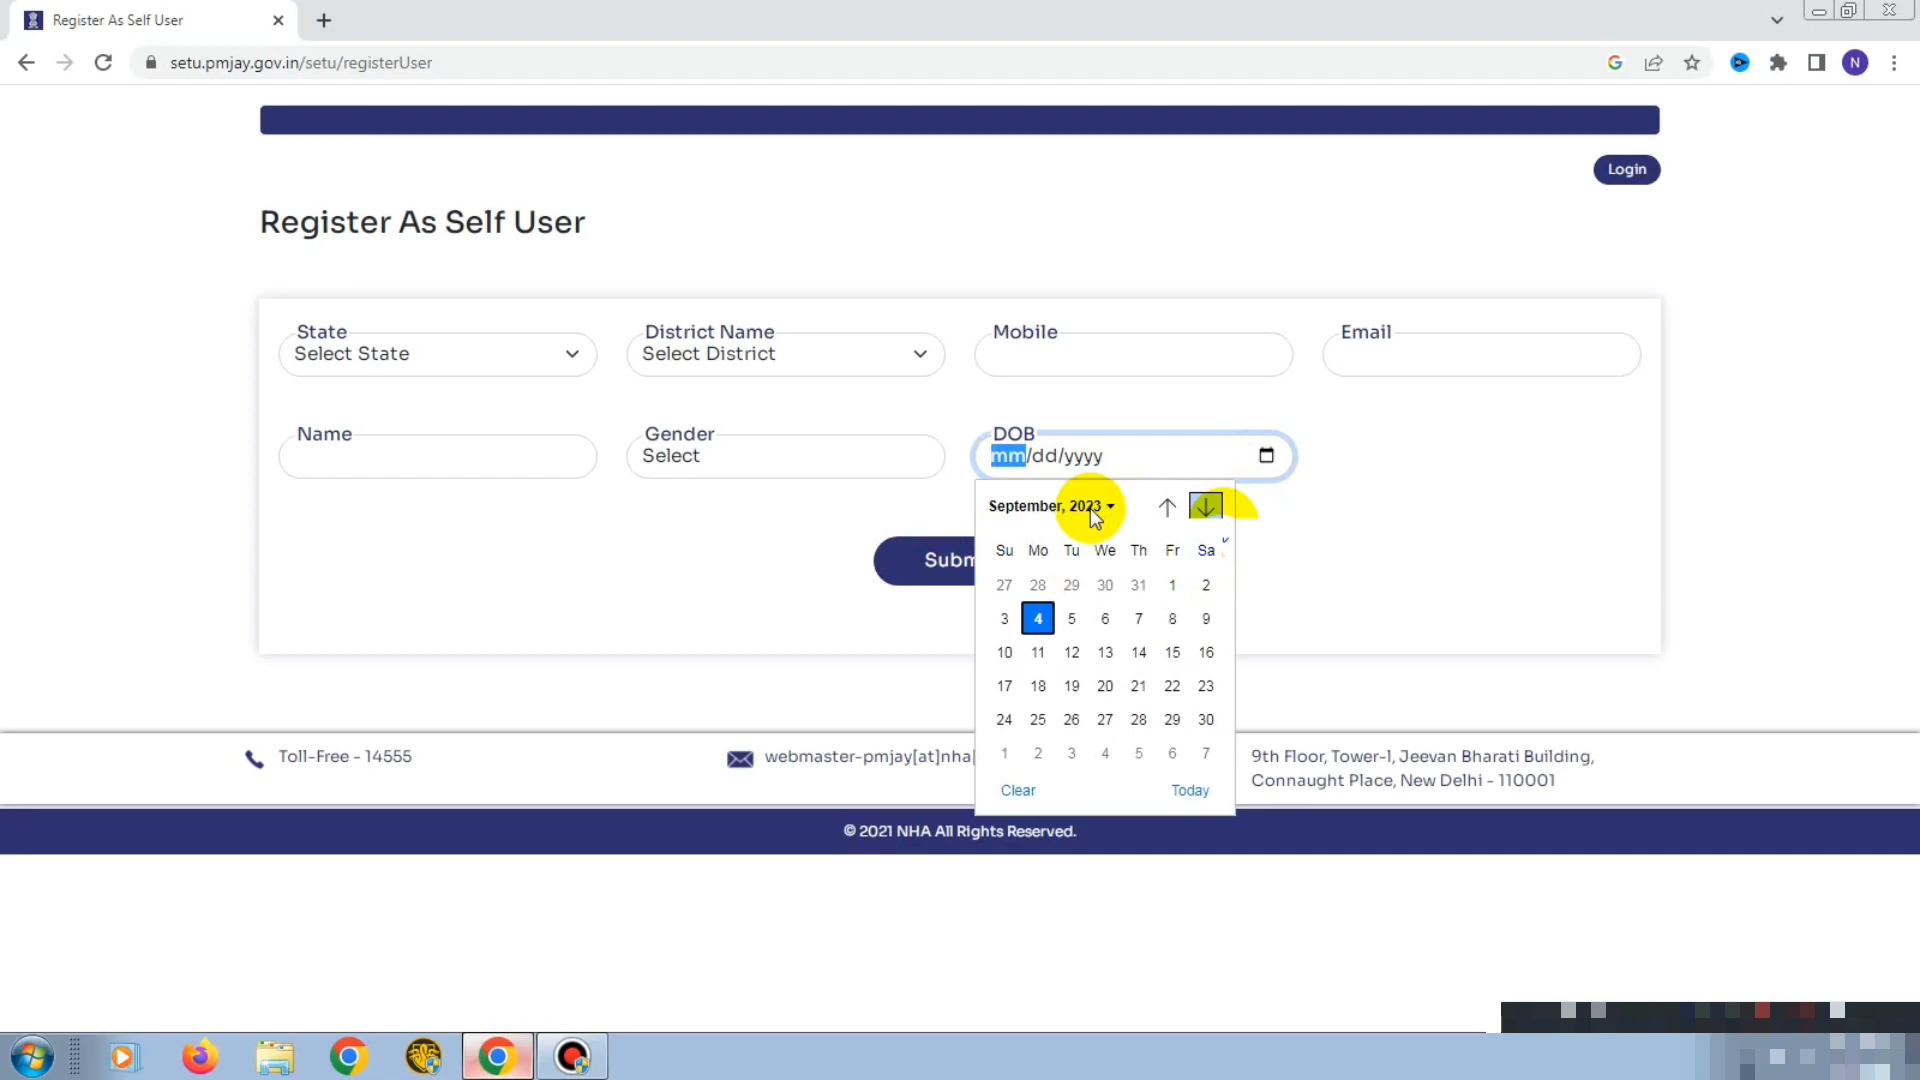 Register As Self User
setu.pmjay.gov.in/setu/registerUser
N
Login
Register As Self User
State
District Name
Mobile
Email
Select State
Select District
Name
Gender
DOB
Select
mm/dd/yyyy
September, 2023
Subm
Su Mo Tu We Th Fr Sa
27 28 29 30 31 1 2
3 4 5 6 7 8 9
10 11 12 13 14 15 16
17 18 19 20 21 22 23
24 25 26 27 28 29 30
1 2 3 4 5 6 7
Clear Today
Toll-Free - 14555
webmaster-pmjay[at]nha[
9th Floor, Tower-1, Jeevan Bharati Building,
Connaught Place, New Delhi - 110001
© 2021 NHA All Rights Reserved.